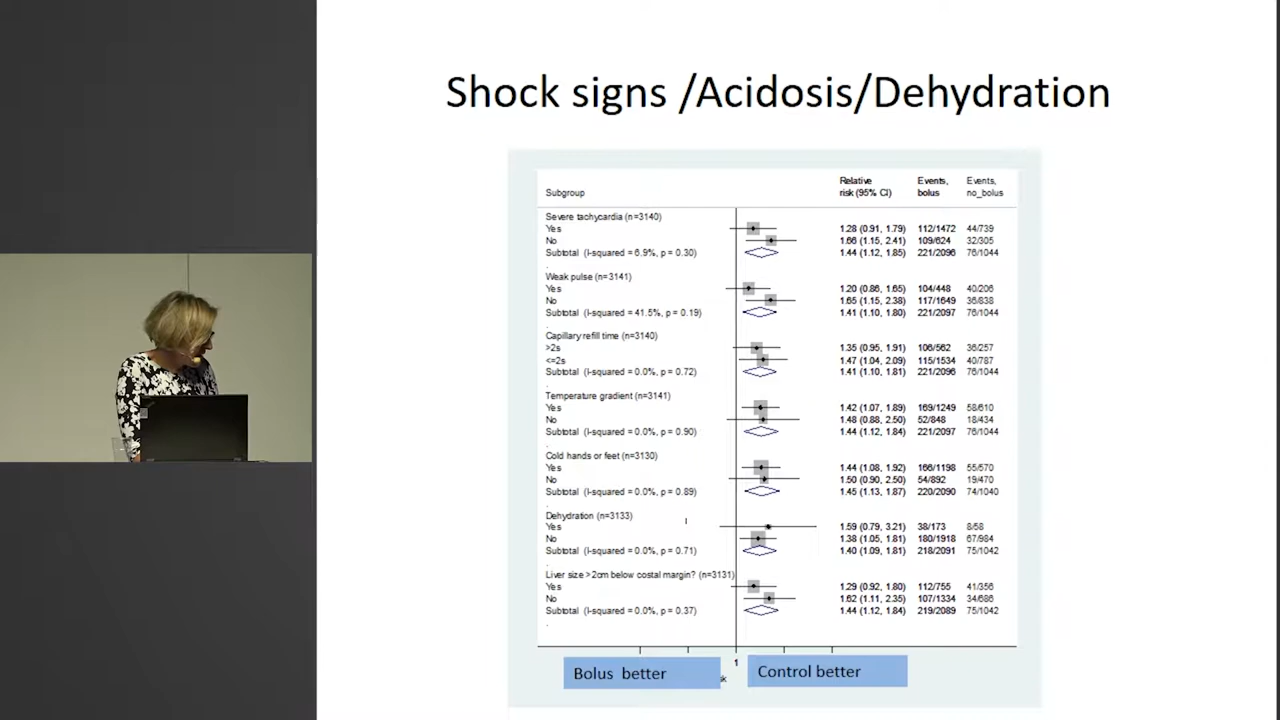 Shock signs /Acidosis/Dehydration
Subgroup Relative risk (95% CI) Events, bolus Events, no_bolus
Severe tachycardia (n=3140)
Yes 1.28 (0.91, 1.79) 112/1472 44/739
No 1.66 (1.15, 2.41) 109/624 32/305
Subtotal (I-squared = 6.9%, p = 0.30) 1.44 (1.12, 1.85) 221/2096 76/1044
.
Weak pulse (n=3141)
Yes 1.20 (0.86, 1.65) 104/448 40/206
No 1.65 (1.15, 2.38) 117/1649 36/838
Subtotal (I-squared = 41.5%, p = 0.19) 1.41 (1.10, 1.80) 221/2097 76/1044
.
Capillary refill time (n=3140)
>2s 1.35 (0.95, 1.91) 106/562 36/257
<=2s 1.47 (1.04, 2.09) 115/1534 40/787
Subtotal (I-squared = 0.0%, p = 0.72) 1.41 (1.10, 1.81) 221/2096 76/1044
.
Temperature gradient (n=3141)
Yes 1.42 (1.07, 1.89) 169/1249 58/610
No 1.48 (0.88, 2.50) 52/848 18/434
Subtotal (I-squared = 0.0%, p = 0.90) 1.44 (1.12, 1.84) 221/2097 76/1044
.
Cold hands or feet (n=3130)
Yes 1.44 (1.08, 1.92) 166/1198 55/570
No 1.50 (0.90, 2.50) 54/892 19/470
Subtotal (I-squared = 0.0%, p = 0.89) 1.45 (1.13, 1.87) 220/2090 74/1040
.
Dehydration (n=3133)
Yes 1.59 (0.79, 3.21) 38/173 8/58
No 1.38 (1.05, 1.81) 180/1918 67/984
Subtotal (I-squared = 0.0%, p = 0.71) 1.40 (1.09, 1.81) 218/2091 75/1042
.
Liver size >2cm below costal margin? (n=3131)
Yes 1.29 (0.92, 1.80) 112/755 41/356
No 1.62 (1.11, 2.35) 107/1334 34/686
Subtotal (I-squared = 0.0%, p = 0.37) 1.44 (1.12, 1.84) 219/2089 75/1042
.
1
Bolus better Control better